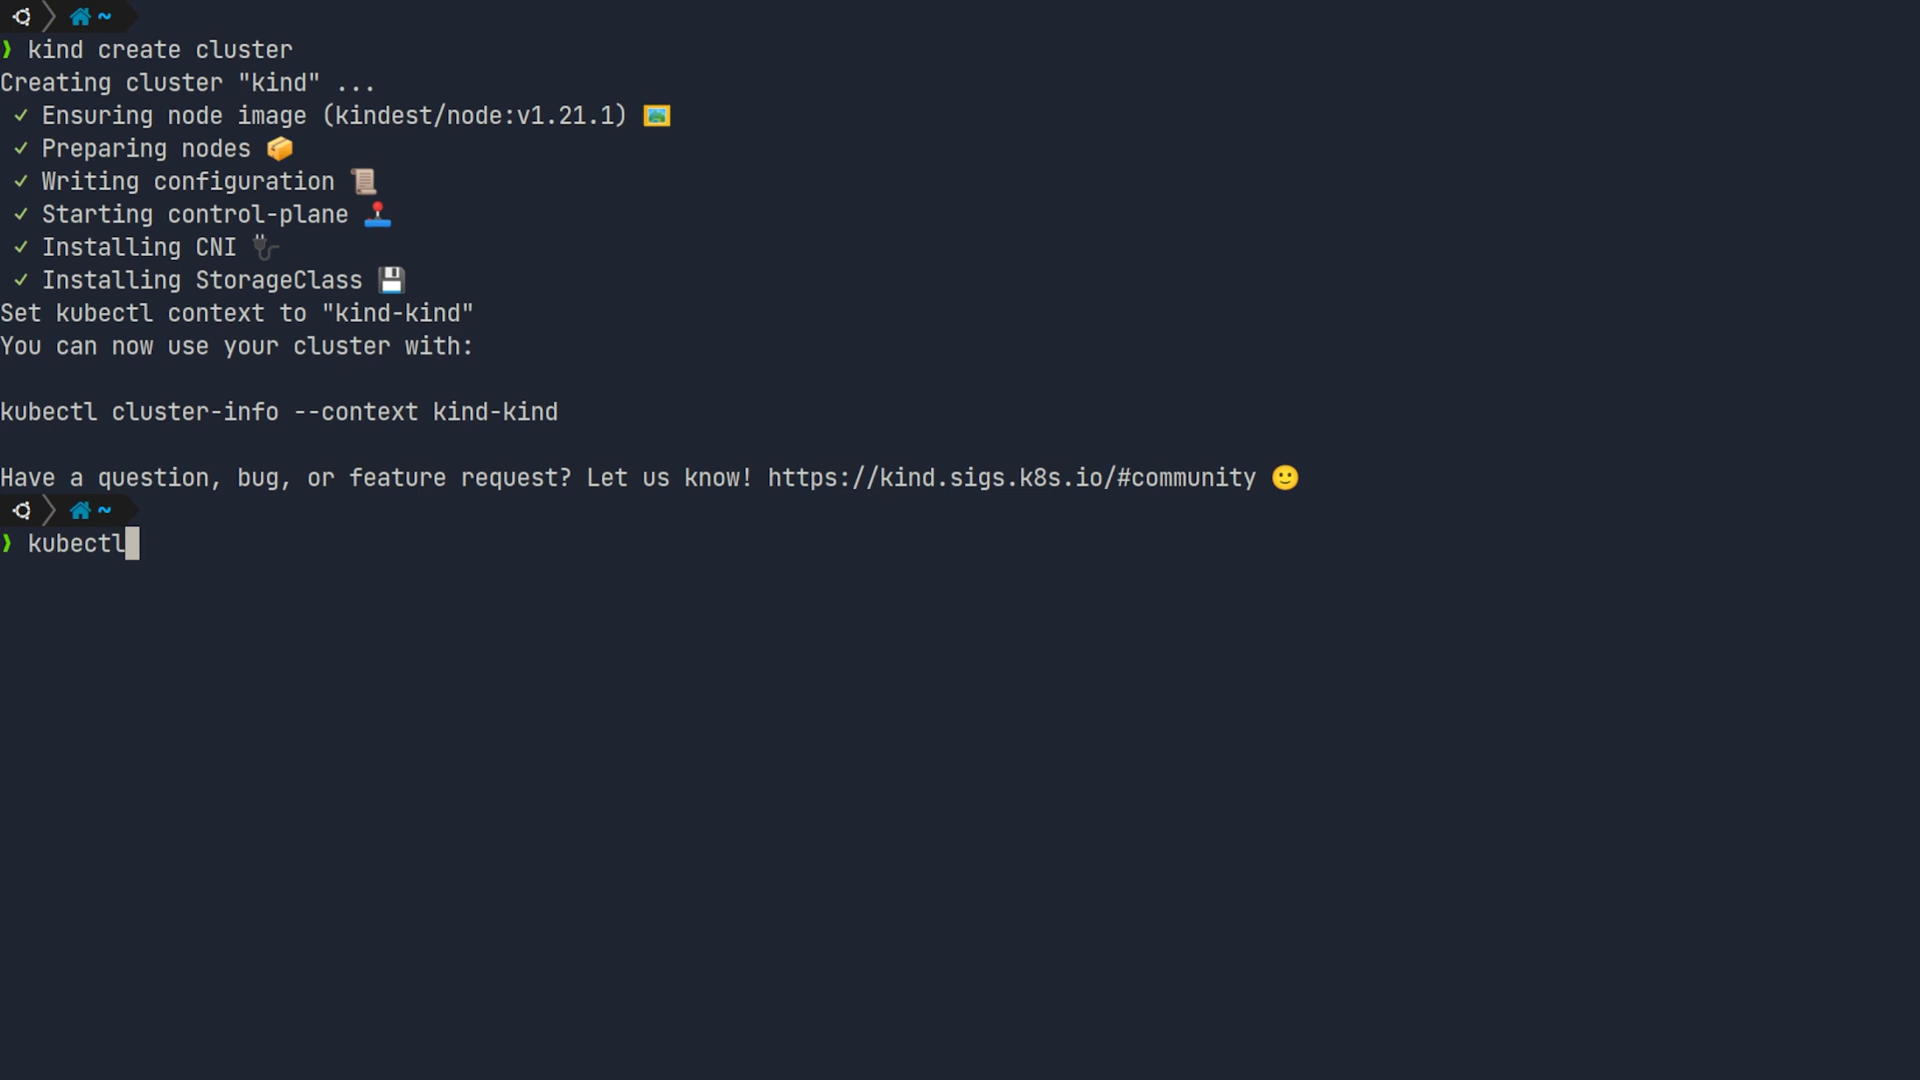 ~
❯ kind create cluster
Creating cluster "kind" ...
✓ Ensuring node image (kindest/node:v1.21.1) 🖼
✓ Preparing nodes 📦
✓ Writing configuration 📜
✓ Starting control-plane 🕹️
✓ Installing CNI 🔌
✓ Installing StorageClass 💾
Set kubectl context to "kind-kind"
You can now use your cluster with:
kubectl cluster-info --context kind-kind
Have a question, bug, or feature request? Let us know! https://kind.sigs.k8s.io/#community 🙂
~
❯ kubectl